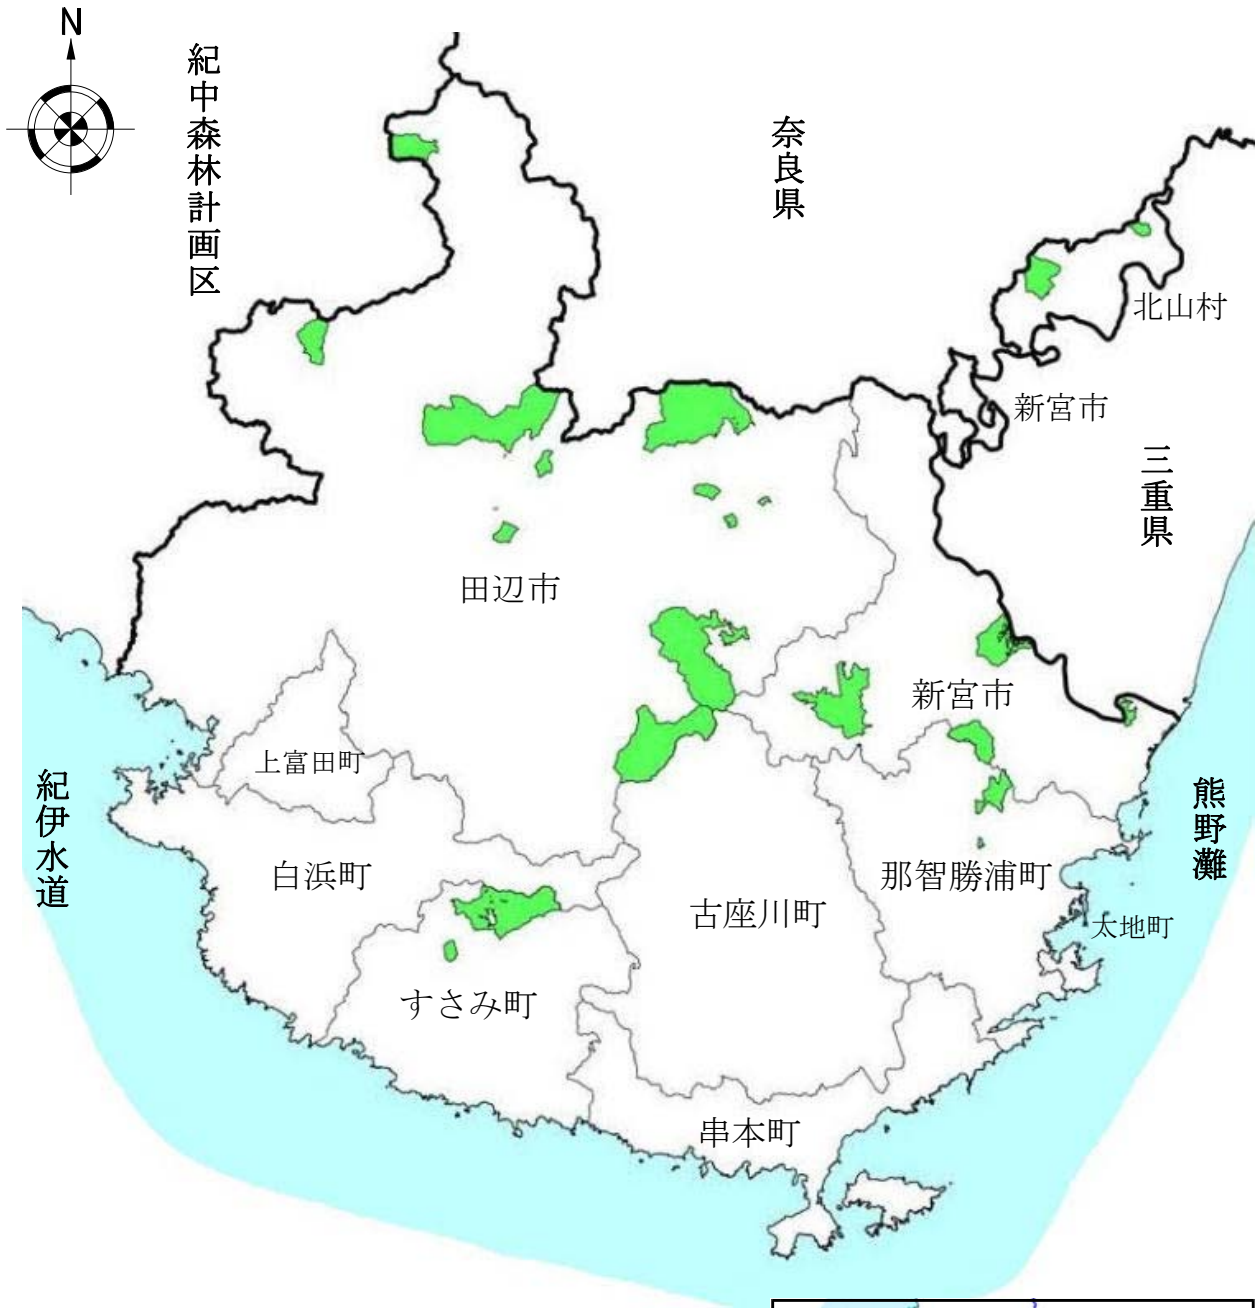 N
紀中森林計画区
奈良県
北山村
新宮市
三重県
田辺市
新宮市
上富田町
紀伊水道
熊野灘
白浜町
那智勝浦町
古座川町
太地町
すさみ町
串本町